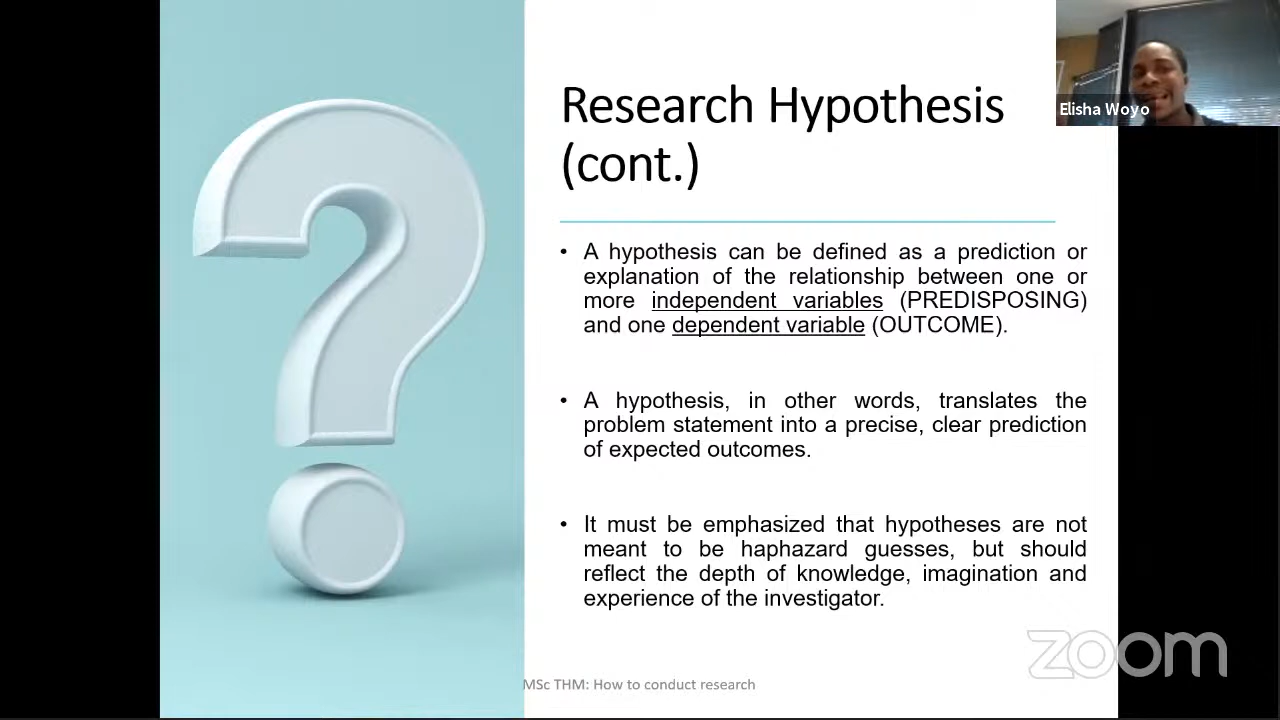 Research Hypothesis
(cont.)
Elisha Woyo
• A hypothesis can be defined as a prediction or
explanation of the relationship between one or
more independent variables (PREDISPOSING)
and one dependent variable (OUTCOME).
• A hypothesis, in other words, translates the
problem statement into a precise, clear prediction
of expected outcomes.
• It must be emphasized that hypotheses are not
meant to be haphazard guesses, but should
reflect the depth of knowledge, imagination and
experience of the investigator.
zoom
MSc THM: How to conduct research